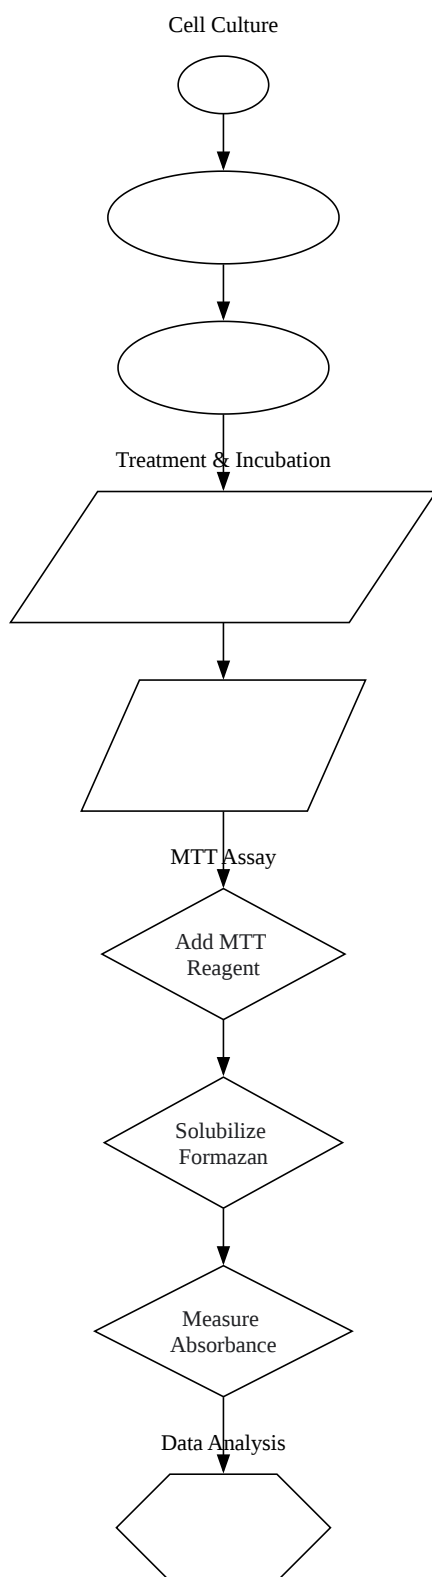 Cell Culture
Treatment & Incubation
MTT Assay
Add MTT
Reagent
Solubilize
Formazan
Measure
Absorbance
Data Analysis